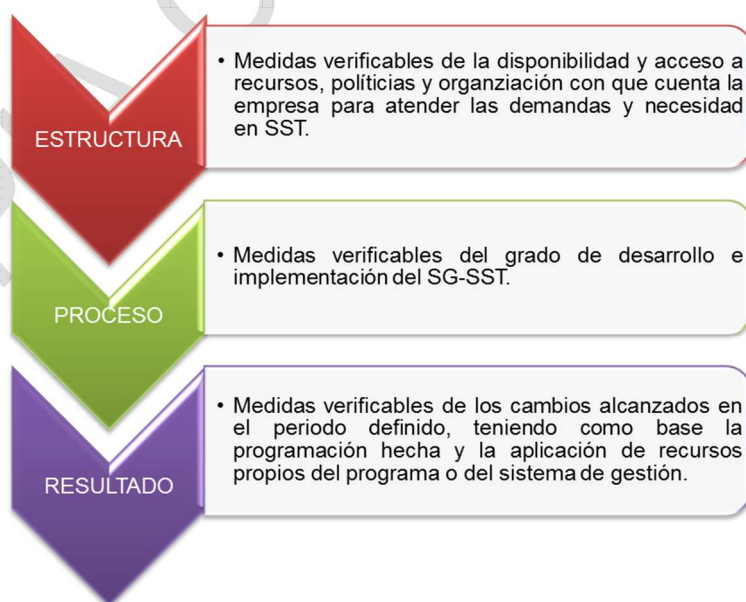 ESTRUCTURA
• Medidas verificables de la disponibilidad y acceso a
recursos, políticias y organziación con que cuenta la
empresa para atender las demandas y necesidad
en SST.
PROCESO
• Medidas verificables del grado de desarrollo e
implementación del SG-SST.
RESULTADO
• Medidas verificables de los cambios alcanzados en
el periodo definido, teniendo como base la
programación hecha y la aplicación de recursos
propios del programa o del sistema de gestión.